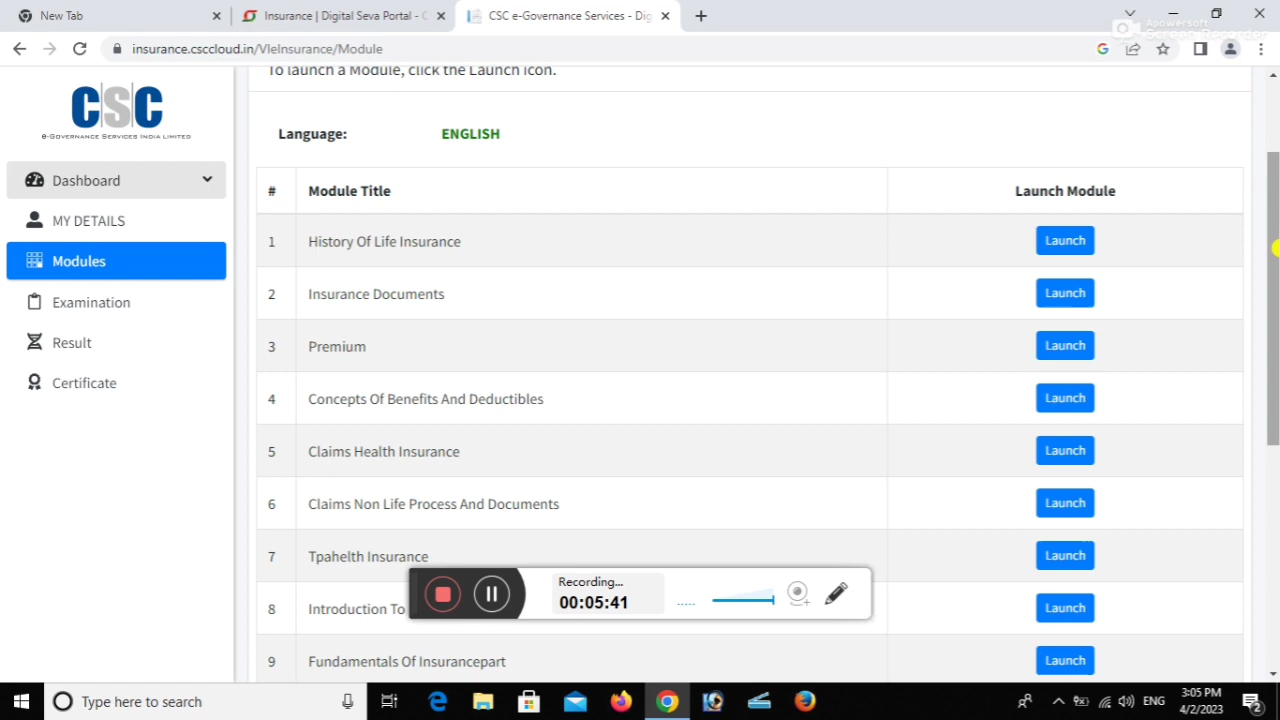 New Tab
Insurance | Digital Seva Portal - C
CSC e-Governance Services - Dig
Apowersoft
Screen Recorder
insurance.csccloud.in/VleInsurance/Module
To launch a Module, click the Launch icon.
CSC
e-Governance Services India Limited
Language: ENGLISH
Dashboard
MY DETAILS
Modules
Examination
Result
Certificate
# Module Title Launch Module
1 History Of Life Insurance Launch
2 Insurance Documents Launch
3 Premium Launch
4 Concepts Of Benefits And Deductibles Launch
5 Claims Health Insurance Launch
6 Claims Non Life Process And Documents Launch
7 Tpahelth Insurance Launch
8 Introduction To Launch
9 Fundamentals Of Insurancepart Launch
Recording...
00:05:41
Type here to search
ENG
3:05 PM
4/2/2023
2